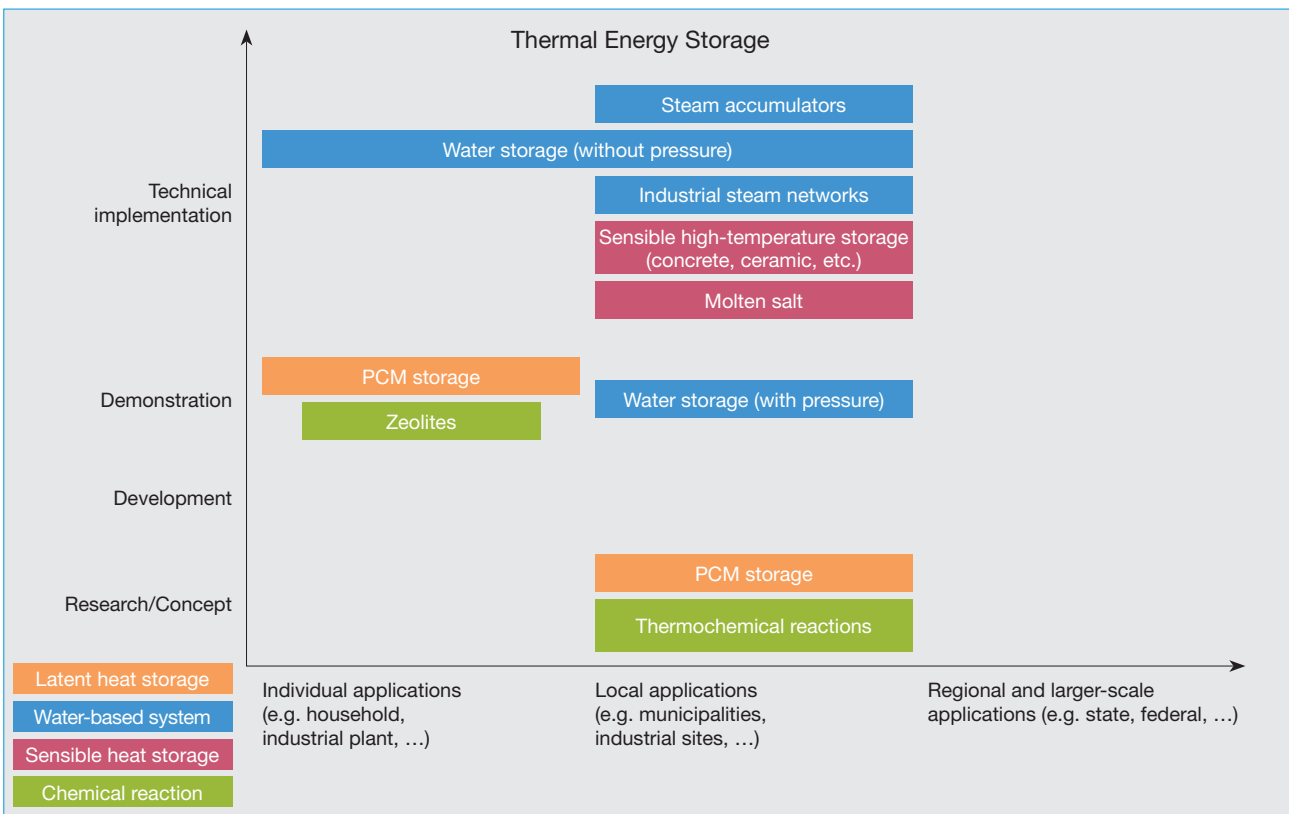 Thermal Energy Storage
Steam accumulators
Water storage (without pressure)
Technical
implementation
Industrial steam networks
Sensible high-temperature storage
(concrete, ceramic, etc.)
Molten salt
Demonstration
PCM storage
Zeolites
Water storage (with pressure)
Development
Research/Concept
PCM storage
Thermochemical reactions
Latent heat storage
Water-based system
Sensible heat storage
Chemical reaction
Individual applications
(e.g. household,
industrial plant, …)
Local applications
(e.g. municipalities,
industrial sites, …)
Regional and larger-scale
applications (e.g. state, federal, …)